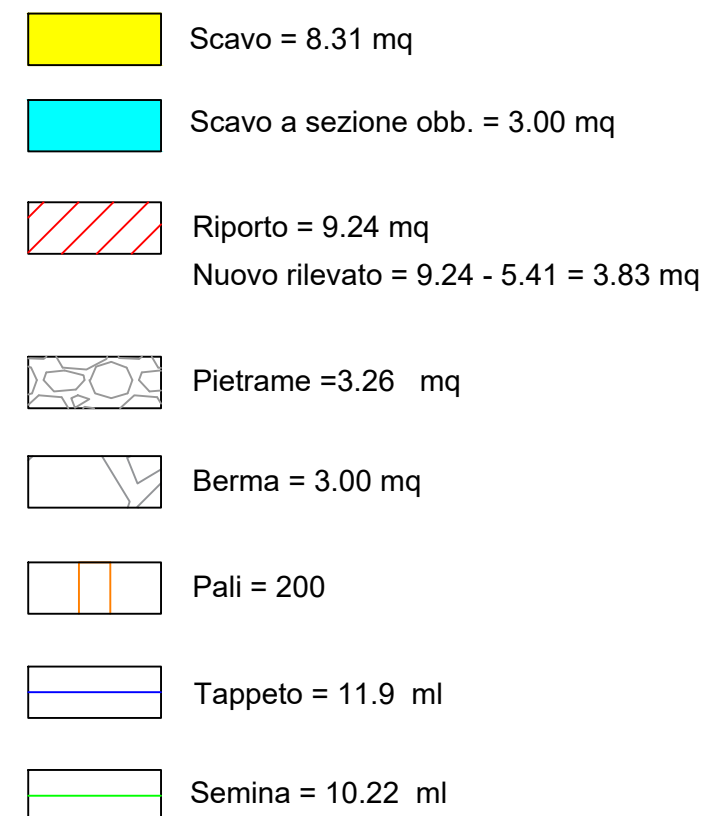 Scavo = 8.31 mq
Scavo a sezione obb. = 3.00 mq
Riporto = 9.24 mq
Nuovo rilevato = 9.24 - 5.41 = 3.83 mq
Pietrame =3.26 mq
Berma = 3.00 mq
Pali = 200
Tappeto = 11.9 ml
Semina = 10.22 ml